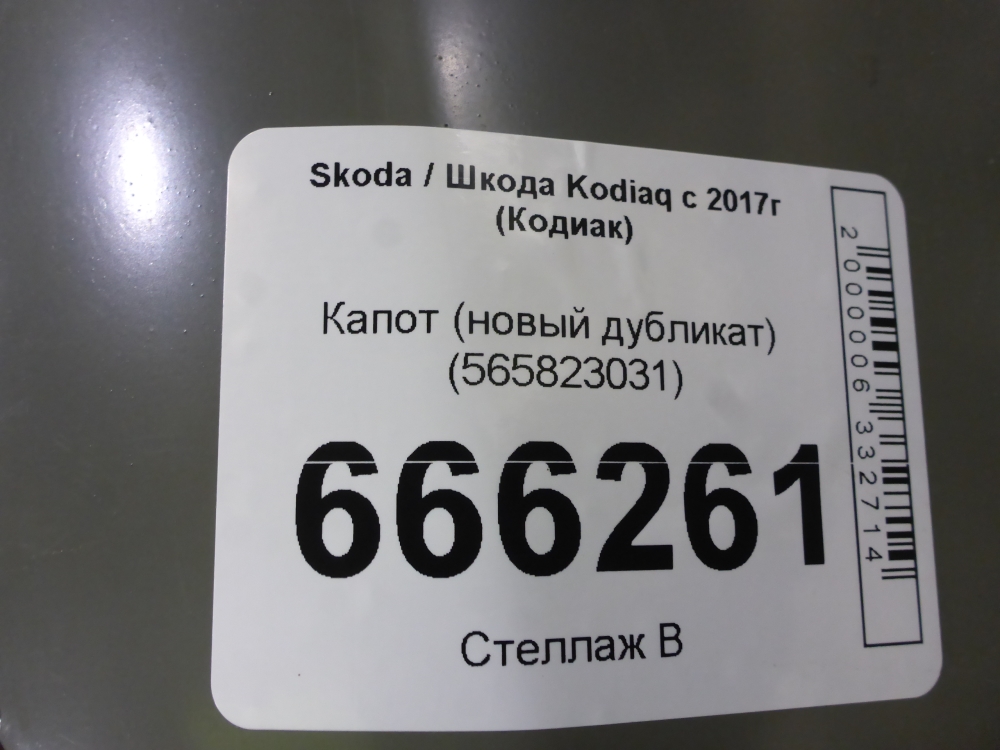 Skoda / Шкода Kodiaq с 2017г
(Кодиак)
Капот (новый дубликат)
(565823031)
666261
Стеллаж В
2000006332714